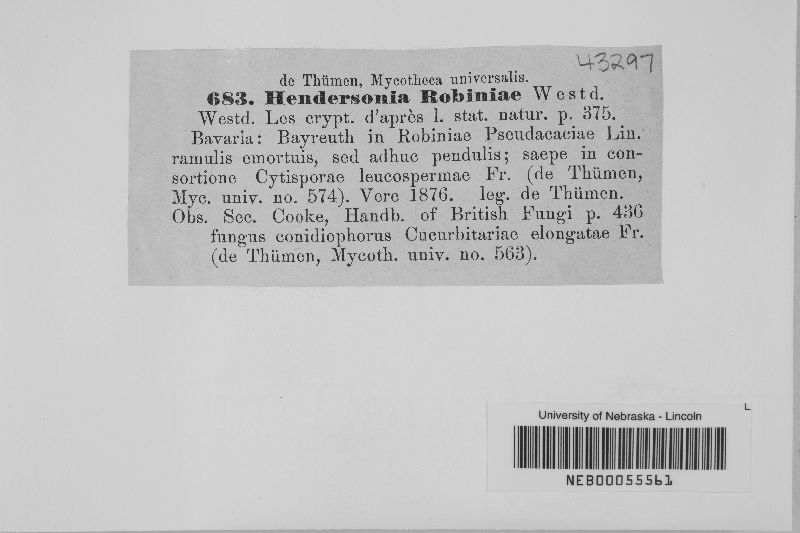 43297
de Thümen, Mycotheca universalis.
683. Hendersonia Robiniae Westd.
Westd. Les crypt. d'après l. stat. natur. p. 375.
Bavaria: Bayreuth in Robiniae Pseudacaciae Lin.
ramulis emortuis, sed adhuc pendulis; saepe in con-
sortione Cytisporae leucospermae Fr. (de Thümen,
Myc. univ. no. 574). Vere 1876. leg. de Thümen.
Obs. Sec. Cooke, Handb. of British Fungi p. 436
fungus conidiophorus Cucurbitariae elongatae Fr.
(de Thümen, Mycoth. univ. no. 563).
L
University of Nebraska - Lincoln
NEB00055561